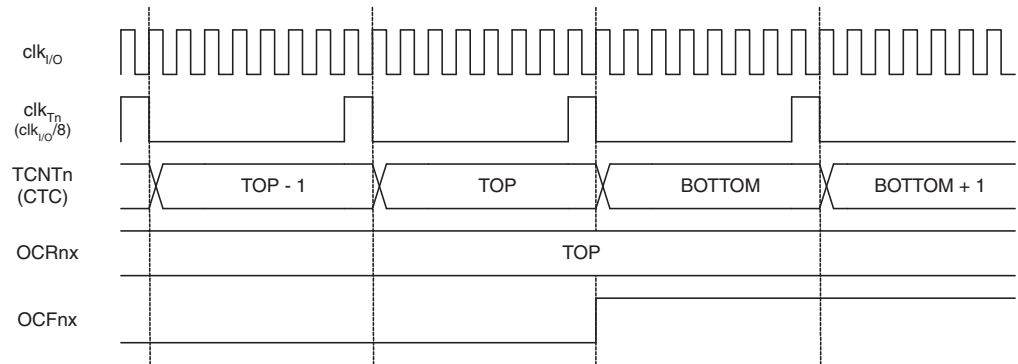 clkI/O
clkTn
(clkI/O/8)
TCNTn
(CTC)
TOP - 1 TOP BOTTOM BOTTOM + 1
OCRnx TOP
OCFnx